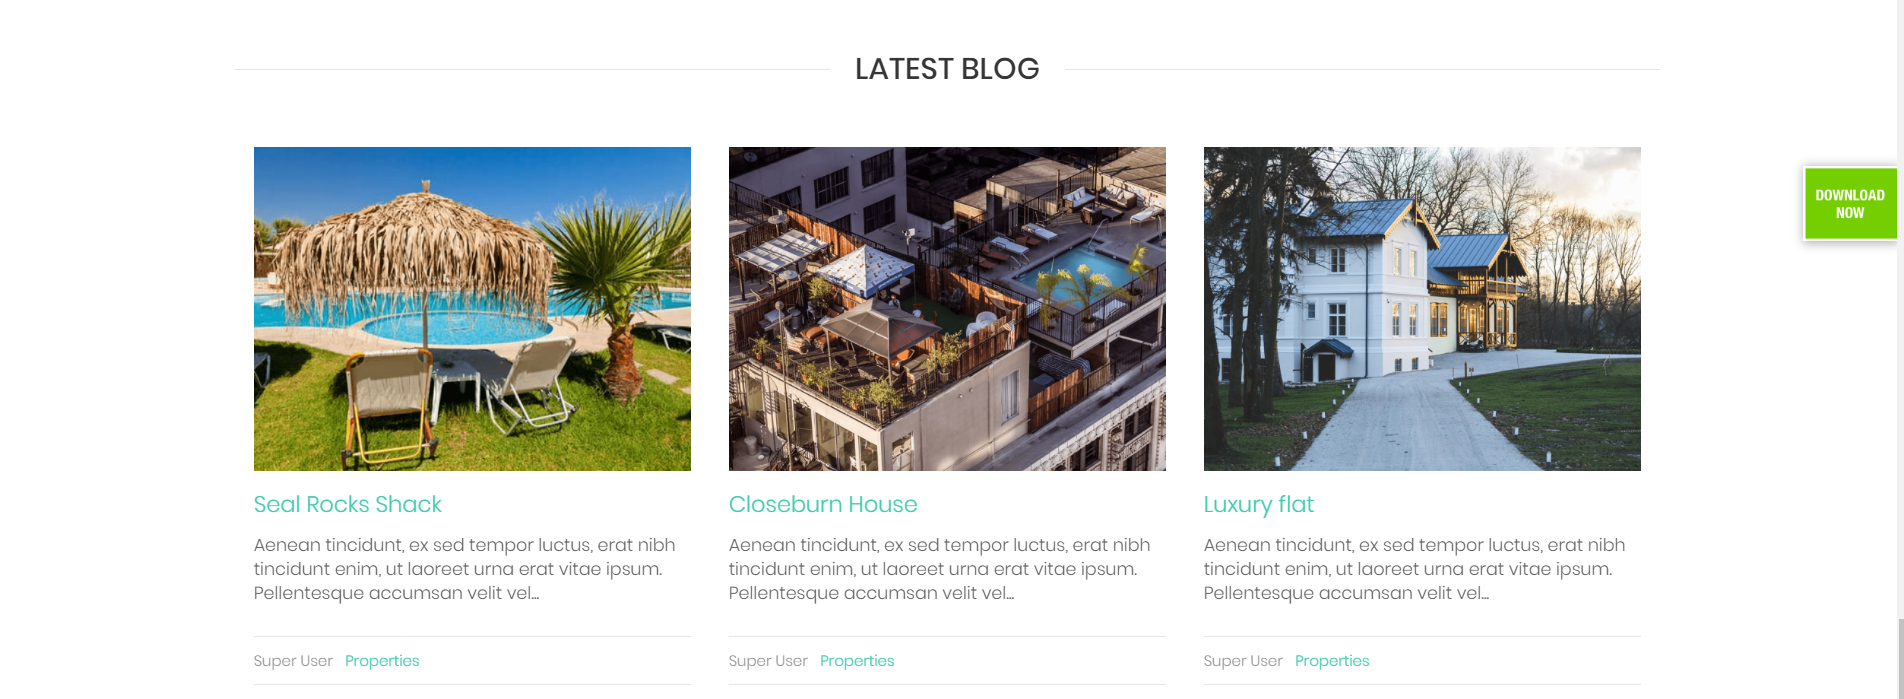 LATEST BLOG
DOWNLOAD
NOW
Seal Rocks Shack
Aenean tincidunt, ex sed tempor luctus, erat nibh
tincidunt enim, ut laoreet urna erat vitae ipsum.
Pellentesque accumsan velit vel...
Super User Properties
Closeburn House
Aenean tincidunt, ex sed tempor luctus, erat nibh
tincidunt enim, ut laoreet urna erat vitae ipsum.
Pellentesque accumsan velit vel...
Super User Properties
Luxury flat
Aenean tincidunt, ex sed tempor luctus, erat nibh
tincidunt enim, ut laoreet urna erat vitae ipsum.
Pellentesque accumsan velit vel...
Super User Properties